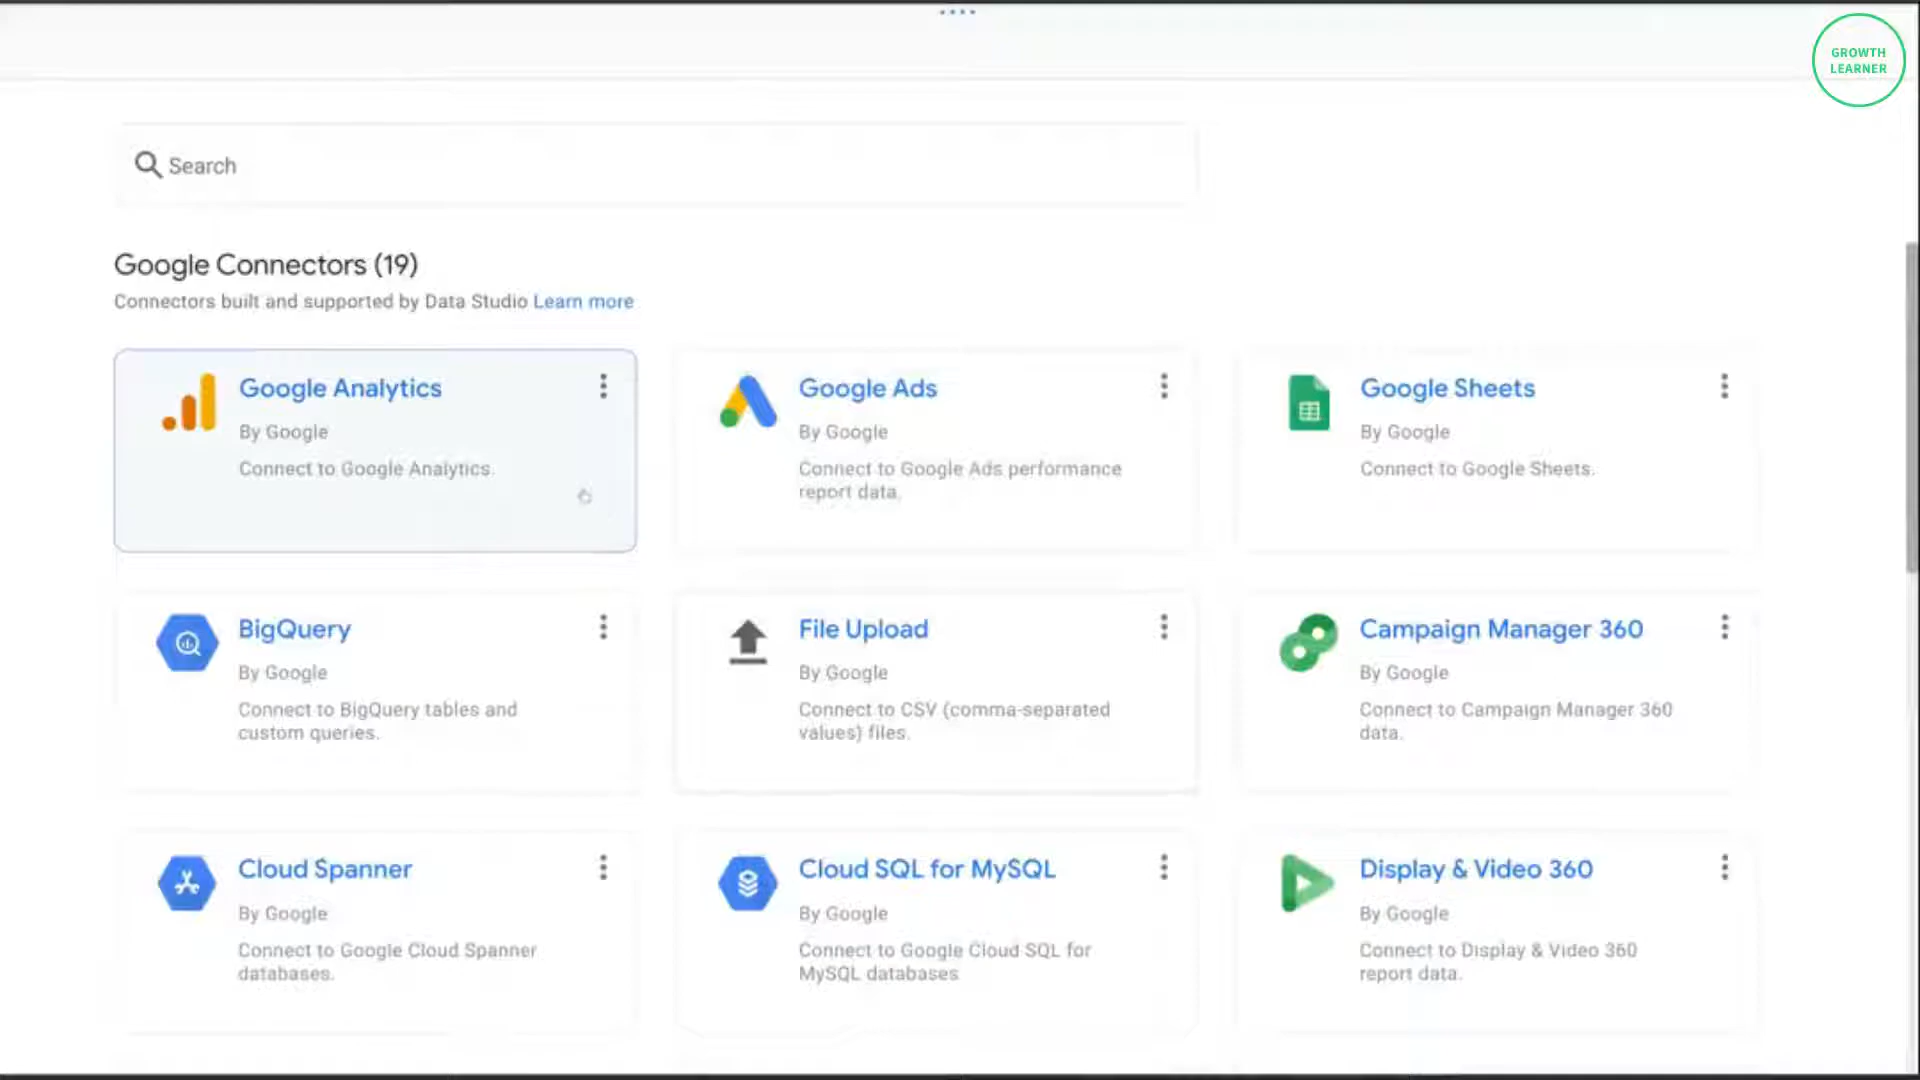 GROWTH
LEARNER
Search
Google Connectors (19)
Connectors built and supported by Data Studio Learn more
Google Analytics
By Google
Connect to Google Analytics.
Google Ads
By Google
Connect to Google Ads performance
report data.
Google Sheets
By Google
Connect to Google Sheets.
BigQuery
By Google
Connect to BigQuery tables and
custom queries.
File Upload
By Google
Connect to CSV (comma-separated
values) files.
Campaign Manager 360
By Google
Connect to Campaign Manager 360
data.
Cloud Spanner
By Google
Connect to Google Cloud Spanner
databases.
Cloud SQL for MySQL
By Google
Connect to Google Cloud SQL for
MySQL databases
Display & Video 360
By Google
Connect to Display & Video 360
report data.